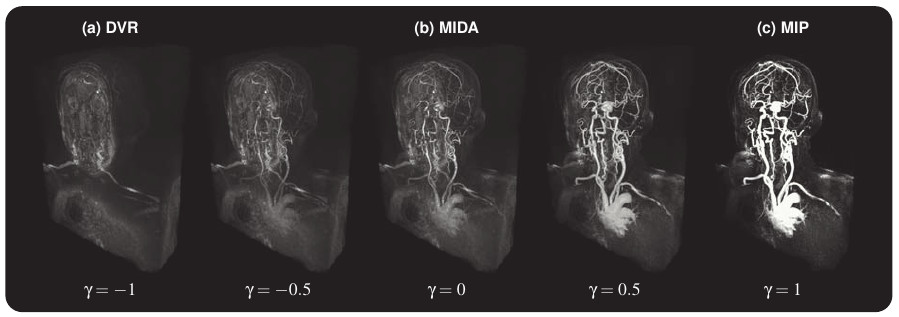 (a) DVR (b) MIDA (c) MIP
γ = −1 γ = −0.5 γ = 0 γ = 0.5 γ = 1